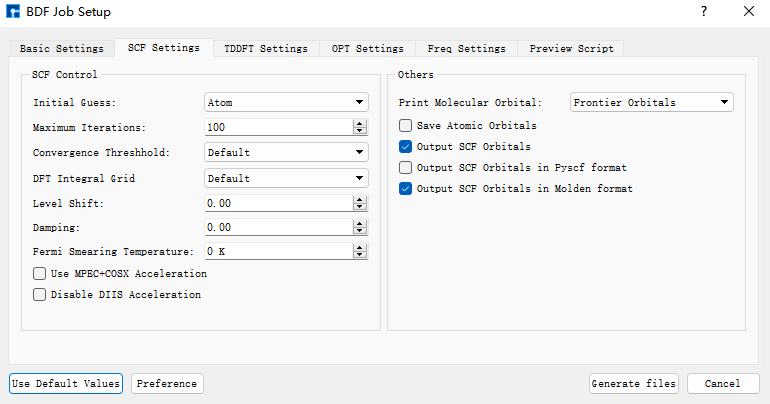 BDF Job Setup
Basic Settings SCF Settings TDDFT Settings OPT Settings Freq Settings Preview Script
SCF Control
Initial Guess: Atom
Maximum Iterations: 100
Convergence Threshhold: Default
DFT Integral Grid Default
Level Shift: 0.00
Damping: 0.00
Fermi Smearing Temperature: 0 K
Use MPEC+COSX Acceleration
Disable DIIS Acceleration
Others
Print Molecular Orbital: Frontier Orbitals
Save Atomic Orbitals
Output SCF Orbitals
Output SCF Orbitals in Pyscf format
Output SCF Orbitals in Molden format
Use Default Values Preference Generate files Cancel